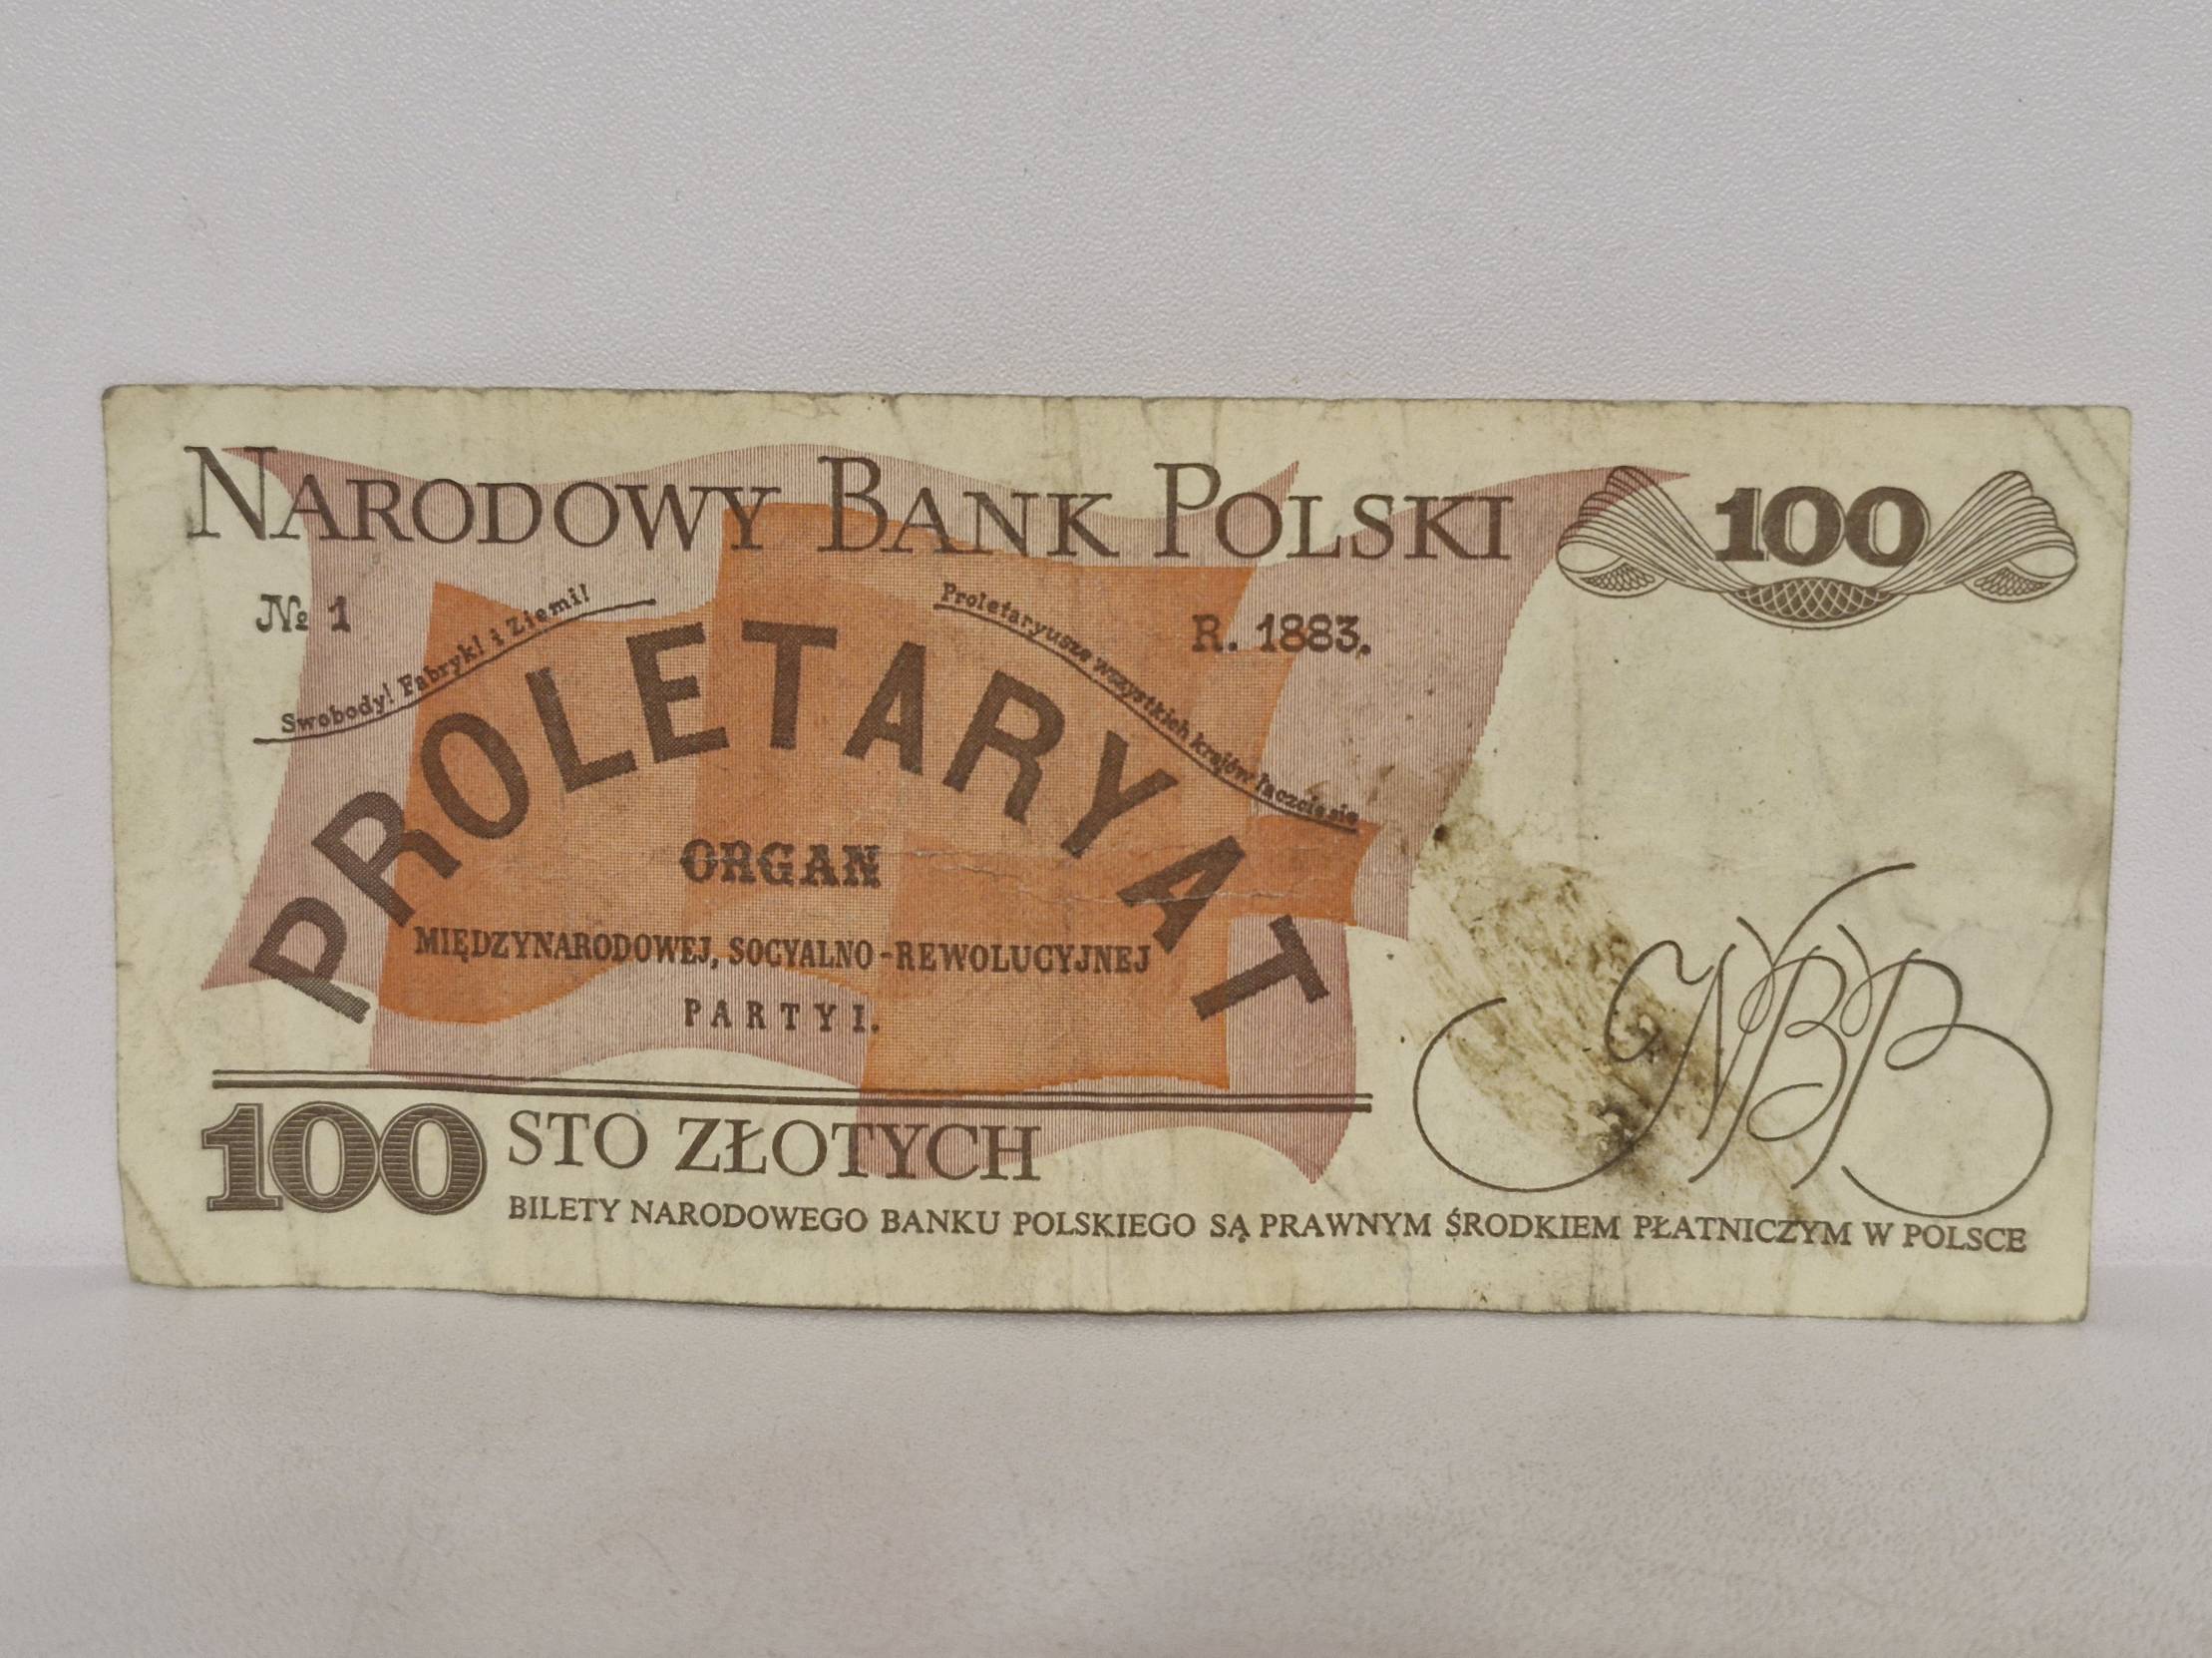 NARODOWY BANK POLSKI 100
№ 1
Swobody! Fabryk! i Ziemi!
Proletaryusze wszystkich krajów łączcie się
R. 1883.
PROLETARYAT
ORGAN
MIĘDZYNARODOWEJ, SOCYALNO-REWOLUCYJNEJ
PARTYI.
NBP
100 STO ZŁOTYCH
BILETY NARODOWEGO BANKU POLSKIEGO SĄ PRAWNYM ŚRODKIEM PŁATNICZYM W POLSCE